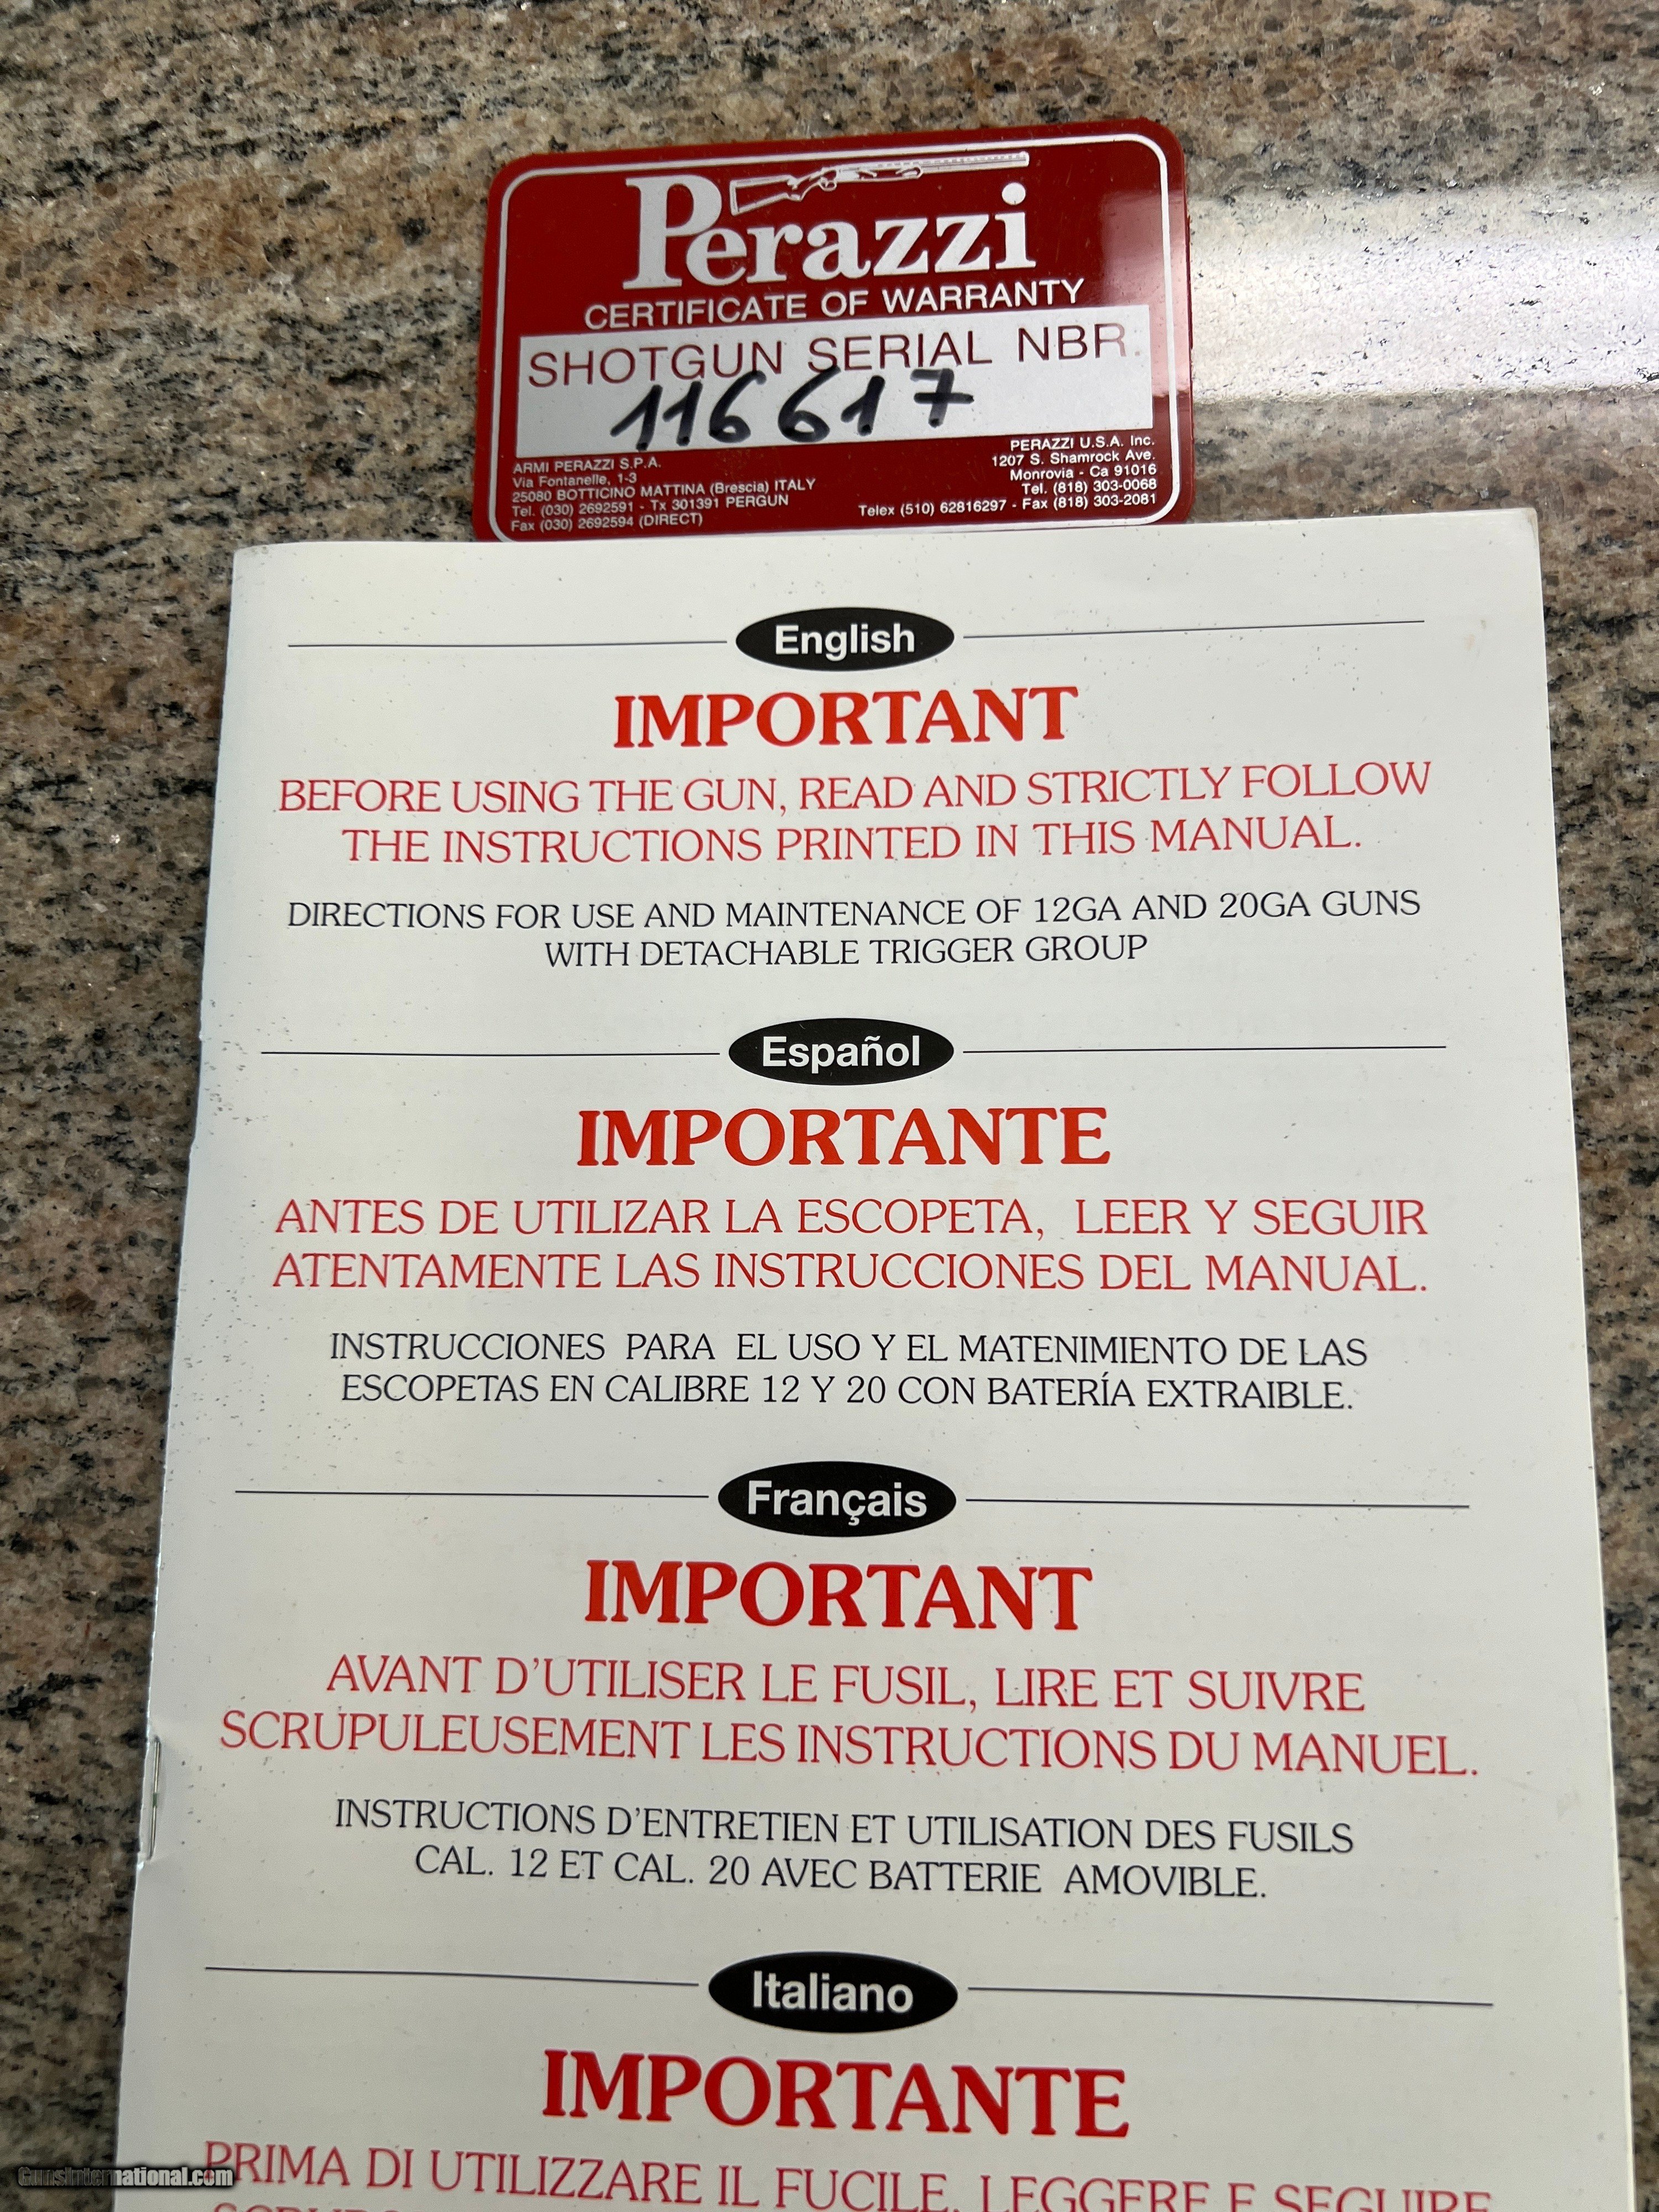 Perazzi
CERTIFICATE OF WARRANTY
SHOTGUN SERIAL NBR.
116617
ARMI PERAZZI S.P.A.
Via Fontanelle, 1-3
25080 BOTTICINO MATTINA (Brescia) ITALY
Tel. (030) 2692591 - Tx 301391 PERGUN
Fax (030) 2692594 (DIRECT)
PERAZZI U.S.A. Inc.
1207 S. Shamrock Ave.
Monrovia - Ca 91016
Tel. (818) 303-0068
Telex (510) 62816297 - Fax (818) 303-2081
English
IMPORTANT
BEFORE USING THE GUN, READ AND STRICTLY FOLLOW
THE INSTRUCTIONS PRINTED IN THIS MANUAL.
DIRECTIONS FOR USE AND MAINTENANCE OF 12GA AND 20GA GUNS
WITH DETACHABLE TRIGGER GROUP
Español
IMPORTANTE
ANTES DE UTILIZAR LA ESCOPETA, LEER Y SEGUIR
ATENTAMENTE LAS INSTRUCCIONES DEL MANUAL.
INSTRUCCIONES PARA EL USO Y EL MATENIMIENTO DE LAS
ESCOPETAS EN CALIBRE 12 Y 20 CON BATERÍA EXTRAIBLE.
Français
IMPORTANT
AVANT D'UTILISER LE FUSIL, LIRE ET SUIVRE
SCRUPULEUSEMENT LES INSTRUCTIONS DU MANUEL.
INSTRUCTIONS D'ENTRETIEN ET UTILISATION DES FUSILS
CAL. 12 ET CAL. 20 AVEC BATTERIE AMOVIBLE.
Italiano
IMPORTANTE
PRIMA DI UTILIZZARE IL FUCILE, LEGGERE E SEGUIRE
GunsInternational.com